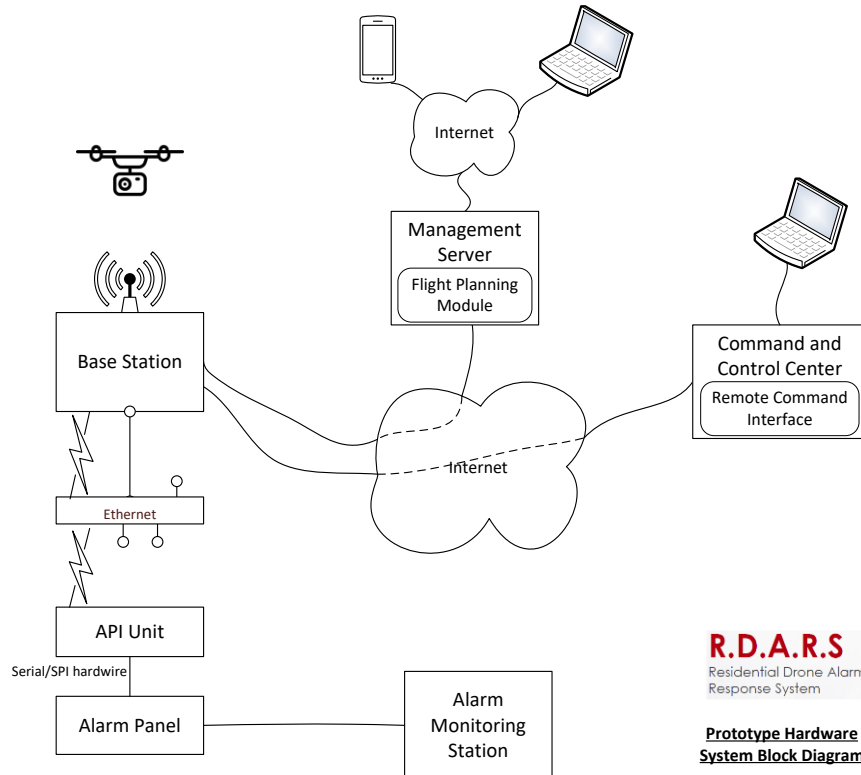 Internet
Management
Server
Flight Planning
Module
Base Station
Command and
Control Center
Remote Command
Interface
Internet
Ethernet
API Unit
Serial/SPI hardwire
Alarm Panel
Alarm
Monitoring
Station
R.D.A.R.S
Residential Drone Alarm
Response System
Prototype Hardware
System Block Diagram